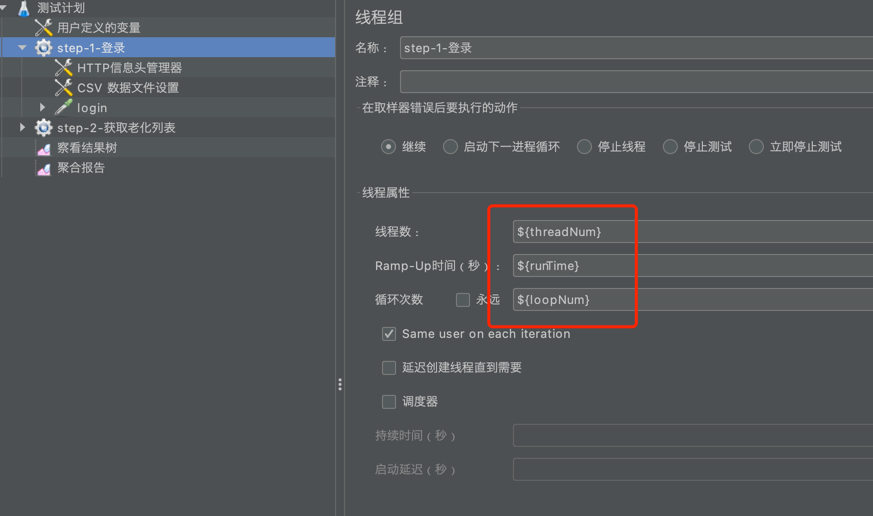 测试计划
用户定义的变量
step-1-登录
HTTP信息头管理器
CSV 数据文件设置
login
step-2-获取老化列表
察看结果树
聚合报告
线程组
名称： step-1-登录
注释：
在取样器错误后要执行的动作
继续 启动下一进程循环 停止线程 停止测试 立即停止测试
线程属性
线程数： ${threadNum}
Ramp-Up时间（秒）： ${runTime}
循环次数 永远 ${loopNum}
Same user on each iteration
延迟创建线程直到需要
调度器
持续时间（秒）
启动延迟（秒）